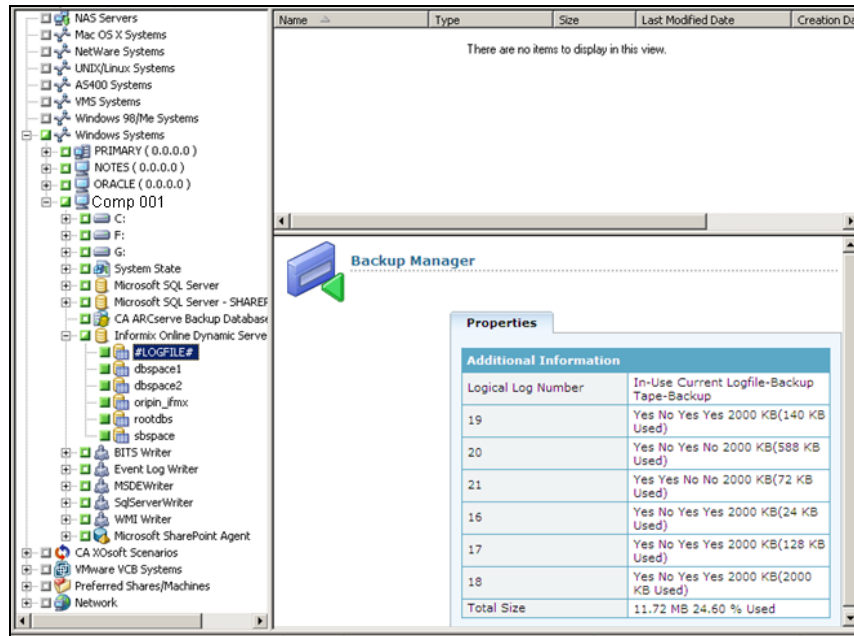 NAS Servers
Mac OS X Systems
NetWare Systems
UNIX/Linux Systems
AS400 Systems
VMS Systems
Windows 98/Me Systems
Windows Systems
PRIMARY ( 0.0.0.0 )
NOTES ( 0.0.0.0 )
ORACLE ( 0.0.0.0 )
Comp 001
C:
F:
G:
System State
Microsoft SQL Server
Microsoft SQL Server - SHAREF
CA ARCserve Backup Database
Informix Online Dynamic Serve
#LOGFILE#
dbspace1
dbspace2
oripin_ifmx
rootdbs
sbspace
BITS Writer
Event Log Writer
MSDEWriter
SqlServerWriter
WMI Writer
Microsoft SharePoint Agent
CA XOsoft Scenarios
VMware VCB Systems
Preferred Shares/Machines
Network
Name Type Size Last Modified Date Creation Da
There are no items to display in this view.
Backup Manager
Properties
Additional Information
Logical Log Number In-Use Current Logfile-Backup
Tape-Backup
19 Yes No Yes Yes 2000 KB(140 KB
Used)
20 Yes No Yes No 2000 KB(588 KB
Used)
21 Yes Yes No No 2000 KB(72 KB
Used)
16 Yes No Yes Yes 2000 KB(24 KB
Used)
17 Yes No Yes Yes 2000 KB(128 KB
Used)
18 Yes No Yes Yes 2000 KB(2000
KB Used)
Total Size 11.72 MB 24.60 % Used